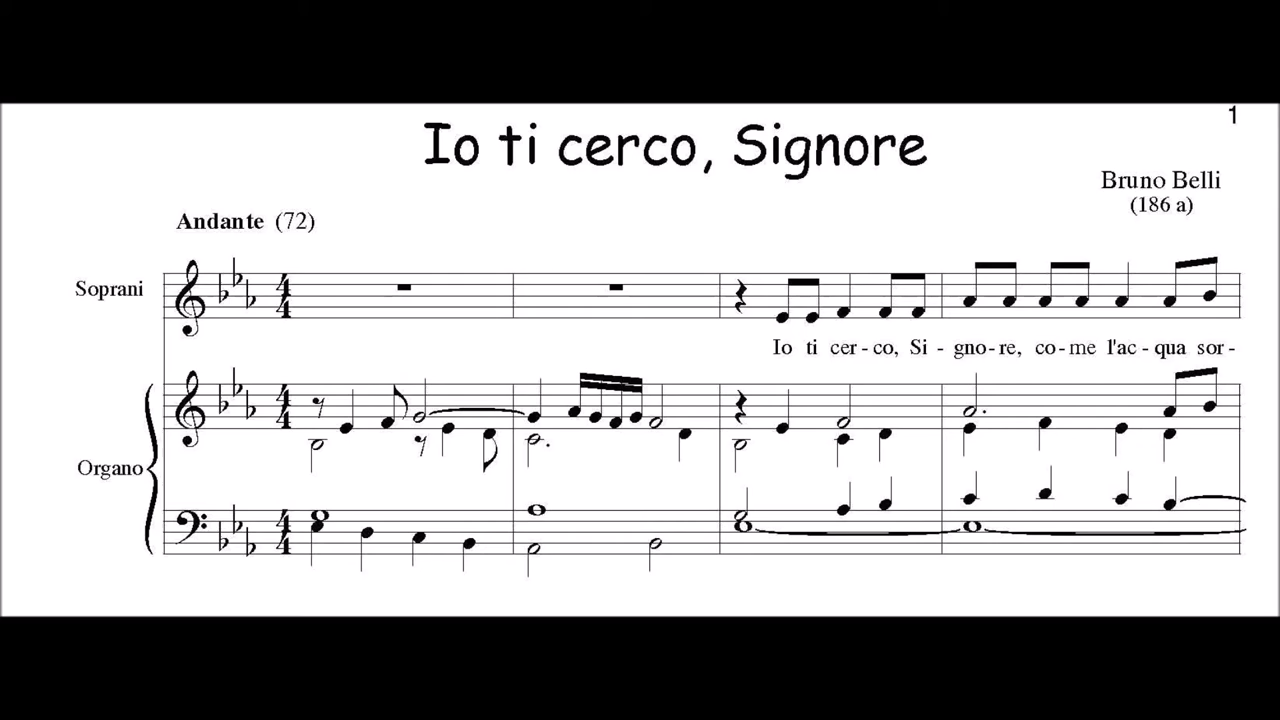 1
Io ti cerco, Signore
Bruno Belli
(186 a)
Andante (72)
Soprani
Io ti cer - co, Si - gno - re, co - me l'ac - qua sor -
Organo